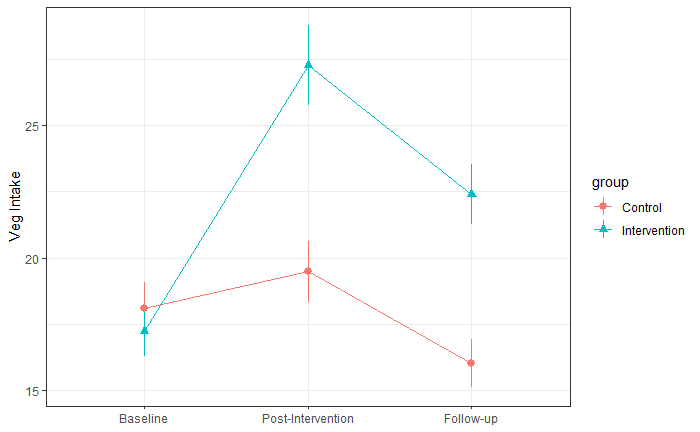 Veg Intake
25
20
15
Baseline
Post-Intervention
Follow-up
group
Control
Intervention